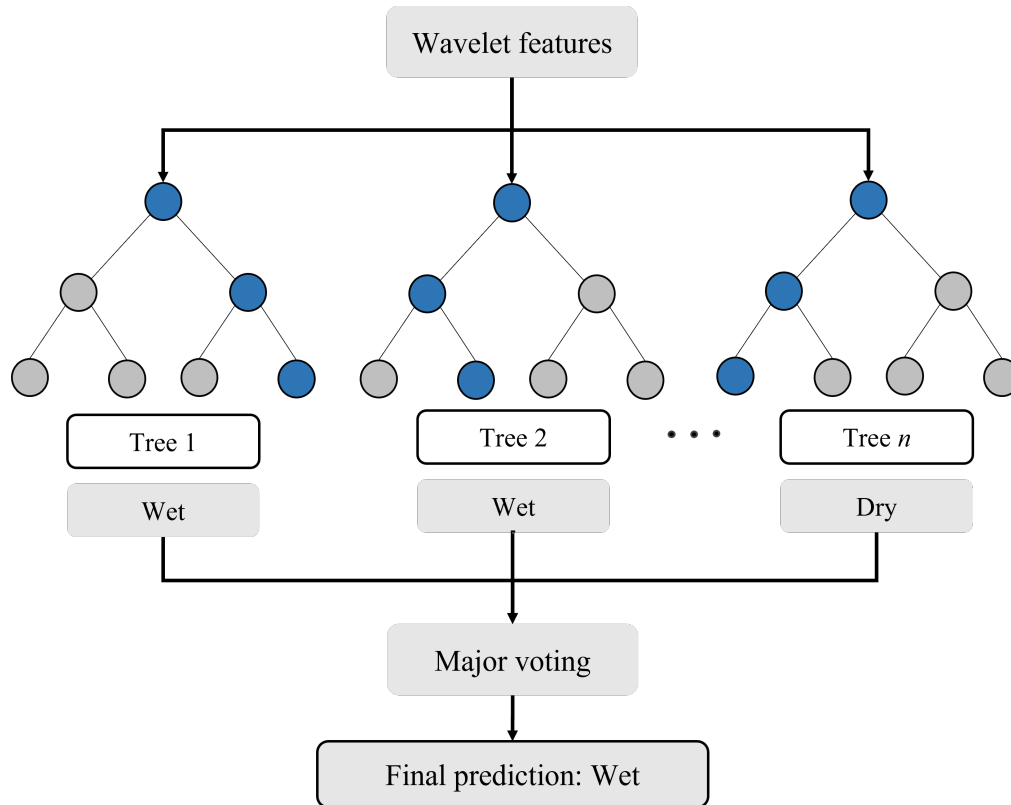 Wavelet features
Tree 1
Tree 2
. . .
Tree n
Wet
Wet
Dry
Major voting
Final prediction: Wet